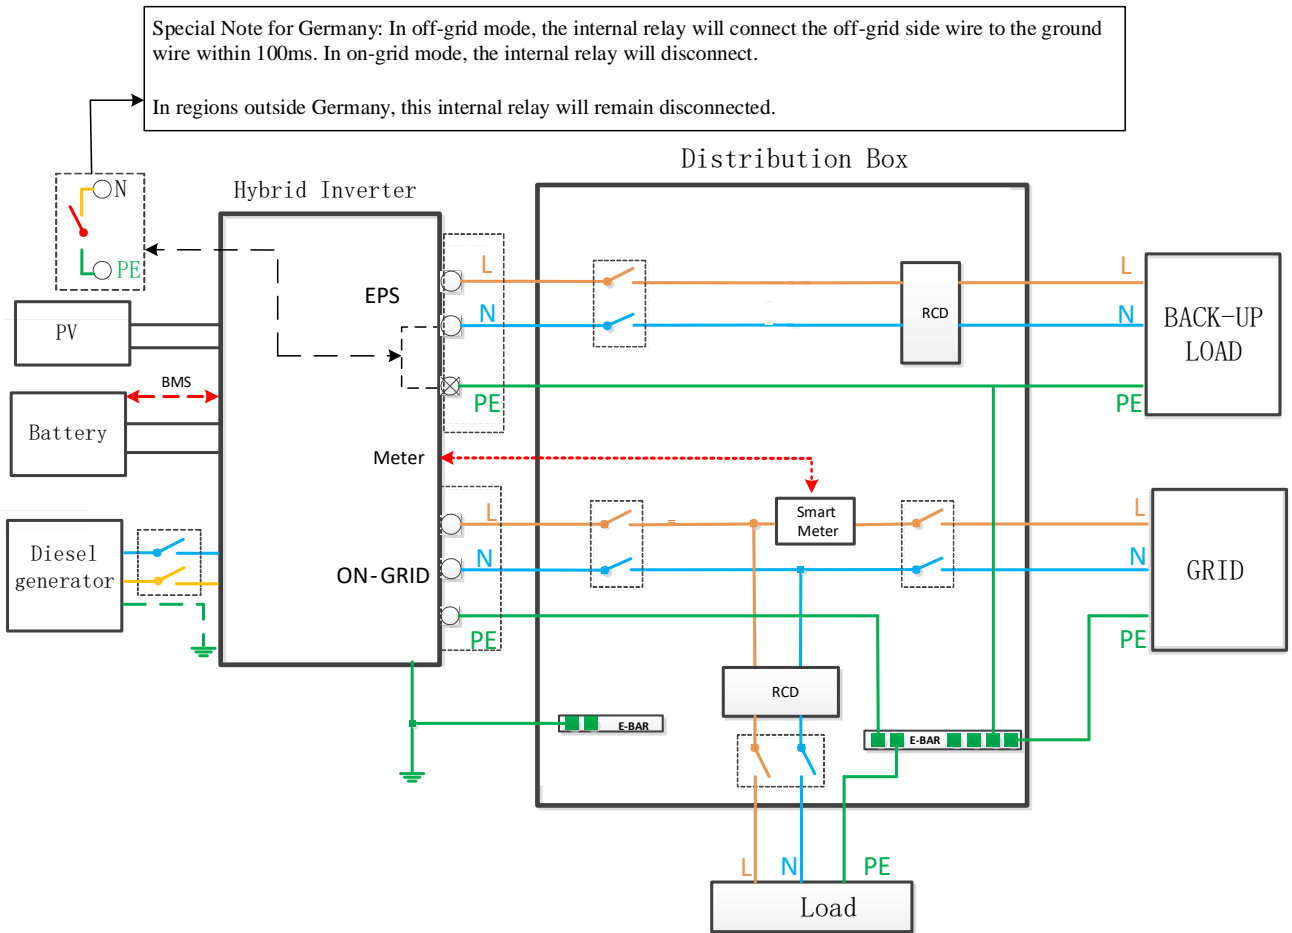 Special Note for Germany: In off-grid mode, the internal relay will connect the off-grid side wire to the ground
wire within 100ms. In on-grid mode, the internal relay will disconnect.
In regions outside Germany, this internal relay will remain disconnected.
Distribution Box
Hybrid Inverter
N
PE
EPS
L
N
PE
RCD
L
N
PE
BACK-UP
LOAD
PV
BMS
Battery
Meter
Smart
Meter
L
N
PE
ON-GRID
L
N
PE
GRID
Diesel
generator
RCD
E-BAR
E-BAR
L
N
PE
Load